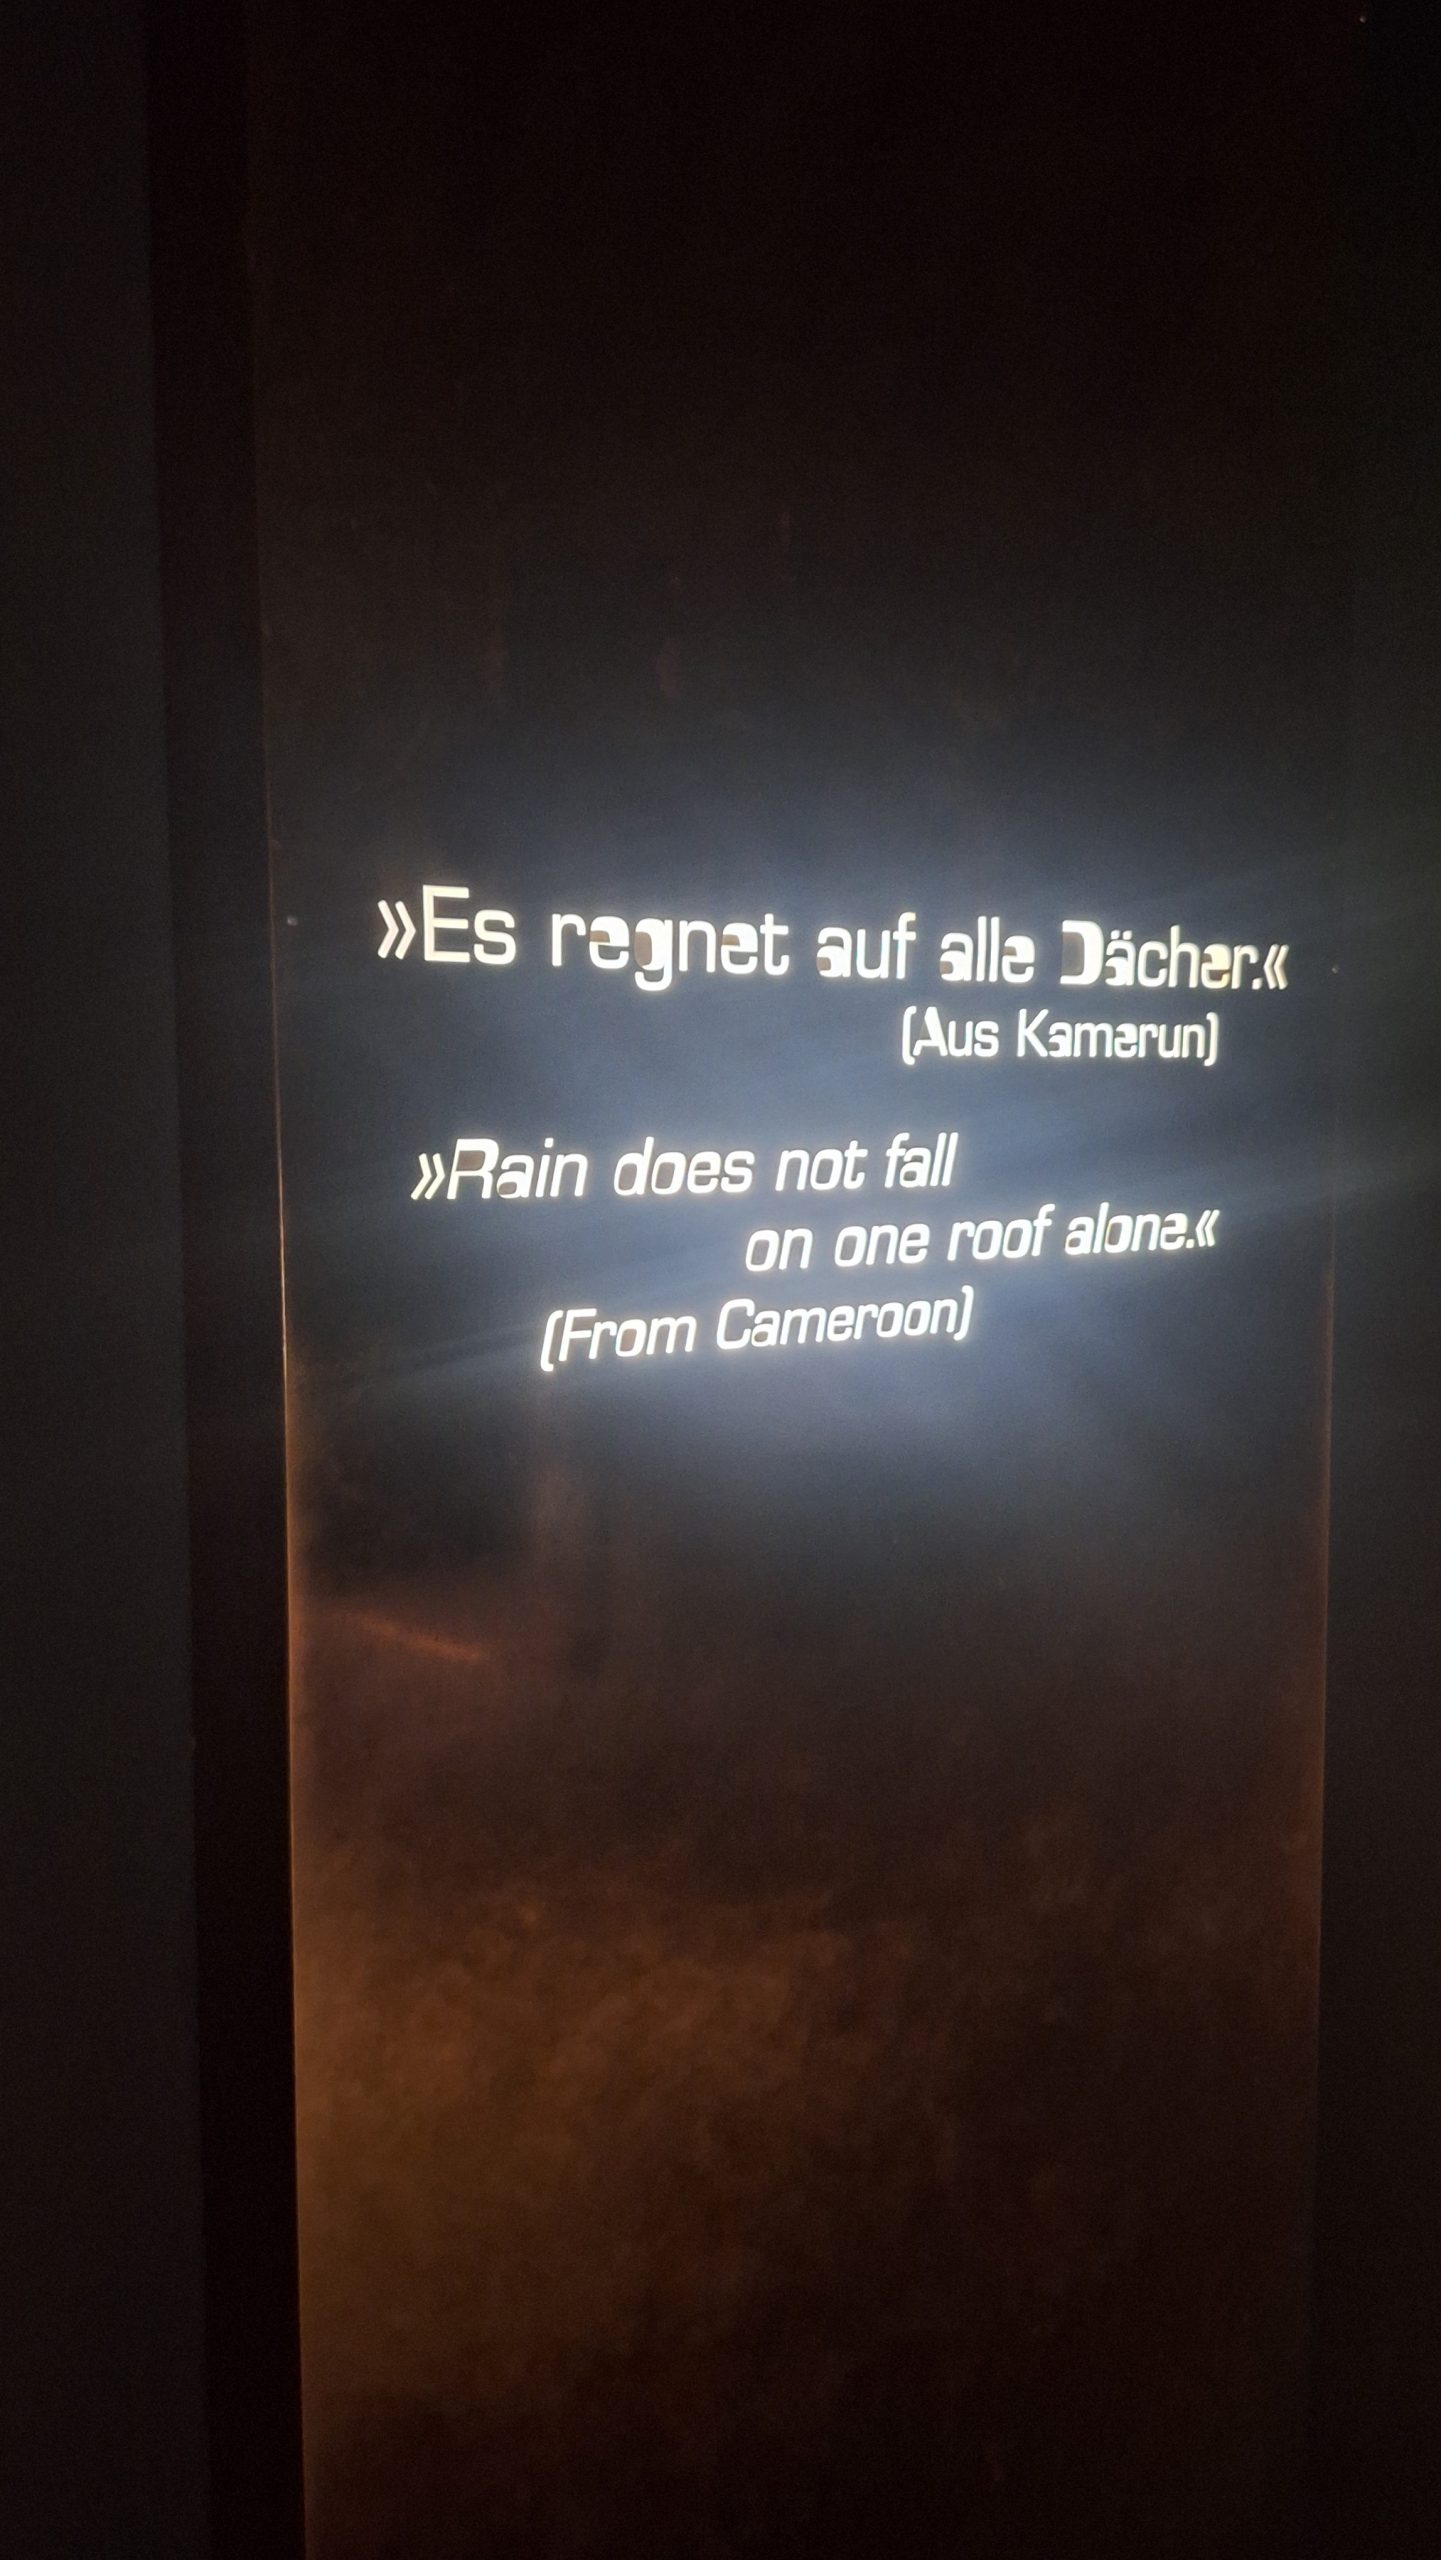 »Es regnet auf alle Dächer.«
(Aus Kamerun)
»Rain does not fall
on one roof alone.«
(From Cameroon)